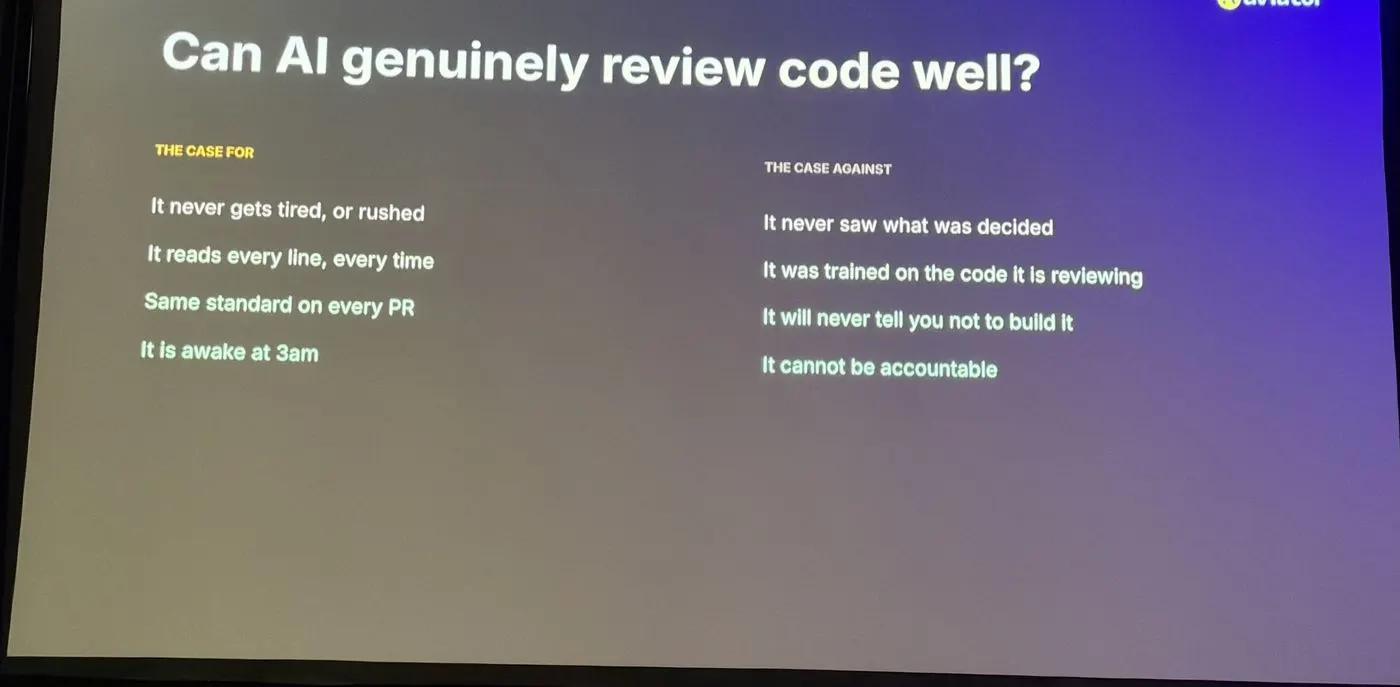 Can AI genuinely review code well?
THE CASE FOR
It never gets tired, or rushed
It reads every line, every time
Same standard on every PR
It is awake at 3am
THE CASE AGAINST
It never saw what was decided
It was trained on the code it is reviewing
It will never tell you not to build it
It cannot be accountable